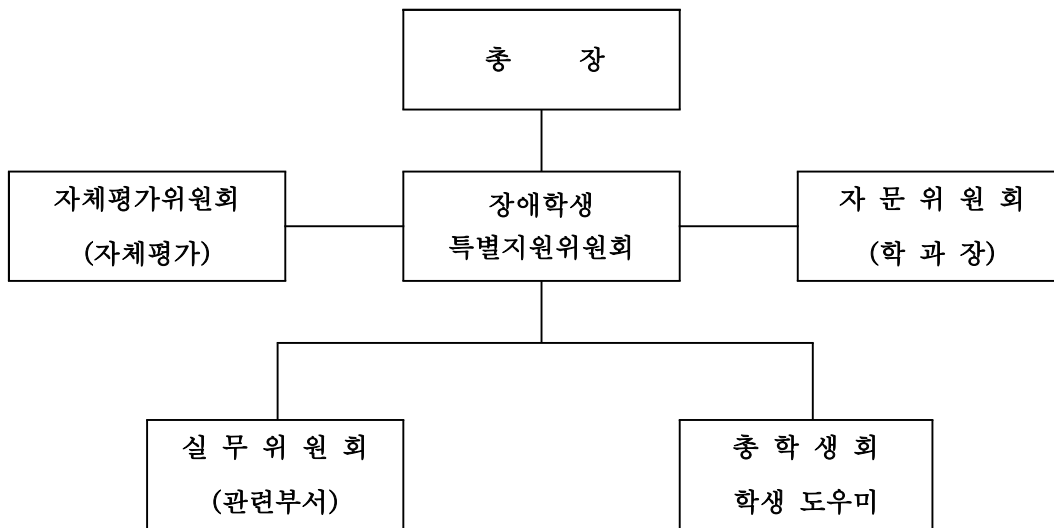 총 장
자체평가위원회
(자체평가)
장애학생
특별지원위원회
자 문 위 원 회
(학 과 장)
실 무 위 원 회
(관련부서)
총 학 생 회
학생 도우미